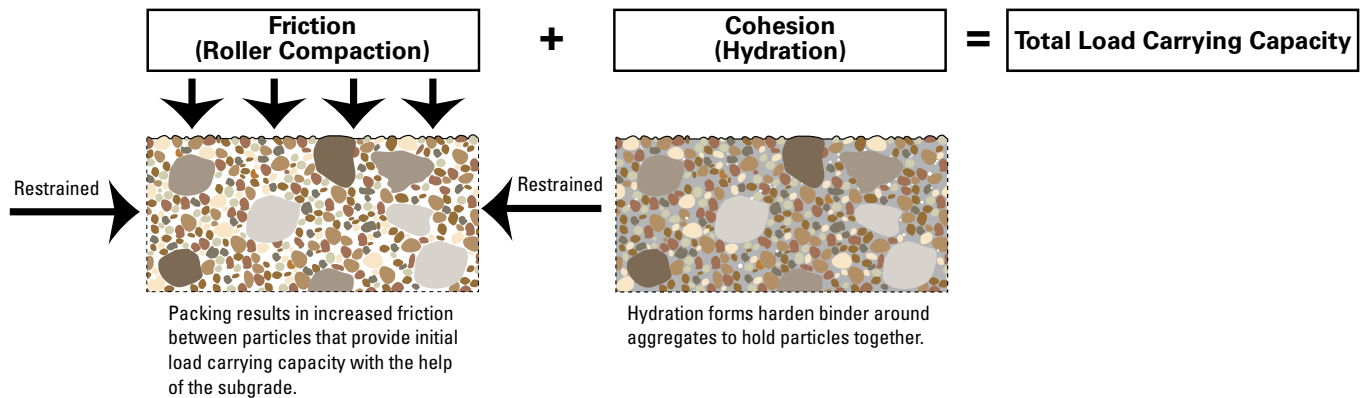 Friction
(Roller Compaction)
+
Cohesion
(Hydration)
=
Total Load Carrying Capacity
Restrained
Restrained
Packing results in increased friction
between particles that provide initial
load carrying capacity with the help
of the subgrade.
Hydration forms harden binder around
aggregates to hold particles together.